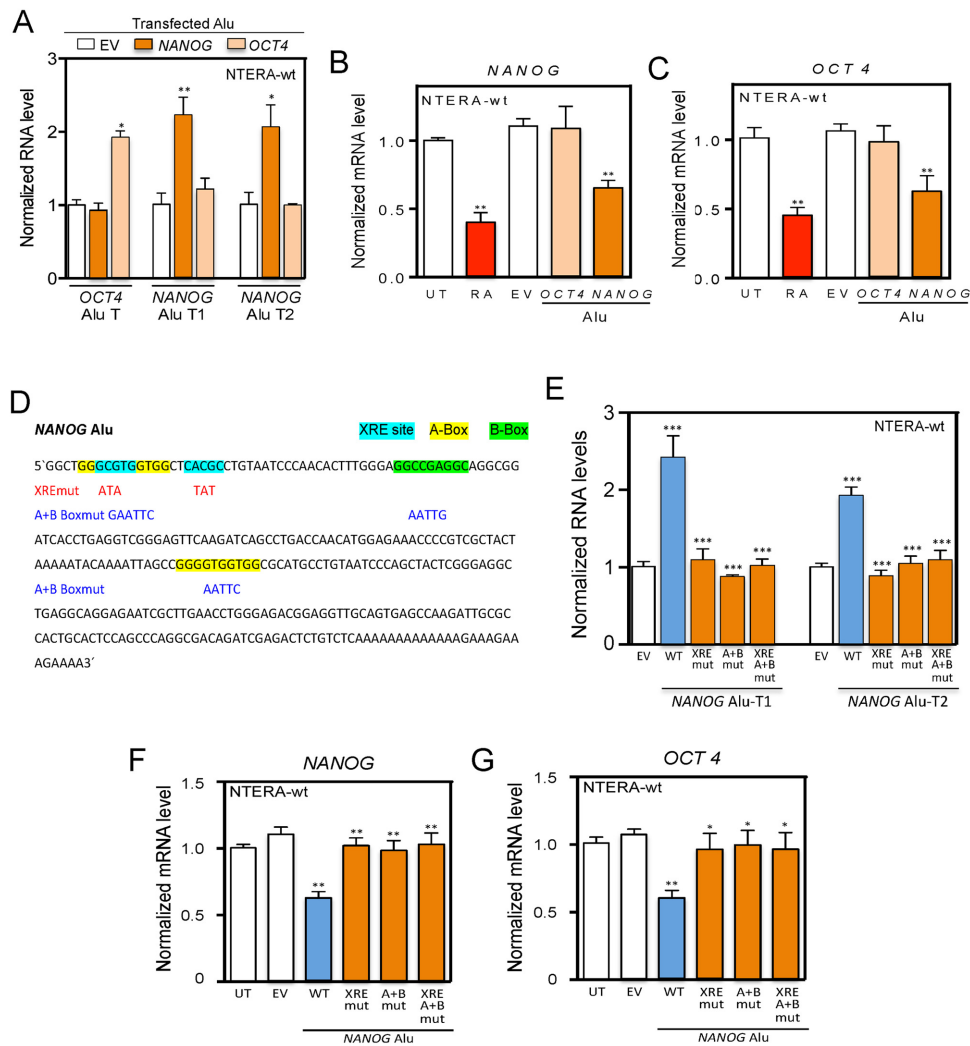 A
Transfected Alu
EV NANOG OCT4
NTERA-wt
Normalized RNA level
3
2
1
0
** *
*
OCT4 NANOG NANOG
Alu T Alu T1 Alu T2
B
NANOG
NTERA-wt
Normalized mRNA level
1.0
0.5
0.0
**
**
UT RA EV OCT4 NANOG
Alu
C
OCT 4
NTERA-wt
Normalized mRNA level
1.0
0.5
0.0
**
**
UT RA EV OCT4 NANOG
Alu
D
NANOG Alu XRE site A-Box B-Box
5`GGCTGGGCGTGGTGGCTCACGCCTGTAATCCCAACACTTTGGGAGGCCGAGGCAGGCGG
XREmut ATA TAT
A+B Boxmut GAATTC AATTG
ATCACCTGAGGTCGGGAGTTCAAGATCAGCCTGACCAACATGGAGAAACCCCGTCGCTACT
AAAAATACAAAATTAGCCGGGGTGGTGGCGCATGCCTGTAATCCCAGCTACTCGGGAGGC
A+B Boxmut AATTC
TGAGGCAGGAGAATCGCTTGAACCTGGGAGACGGAGGTTGCAGTGAGCCAAGATTGCGC
CACTGCACTCCAGCCCAGGCGACAGATCGAGACTCTGTCTCAAAAAAAAAAAAAAGAAAGAA
AGAAAA3´
E
NTERA-wt
Normalized RNA levels
3
2
1
0
*** ***
*** *** *** *** *** ***
EV WT XRE mut A+B mut XRE A+B mut EV WT XRE mut A+B mut XRE A+B mut
NANOG Alu-T1 NANOG Alu-T2
F
NANOG
NTERA-wt
Normalized mRNA level
1.5
1.0
0.5
0
** ** ** **
UT EV WT XRE mut A+B mut XRE A+B mut
NANOG Alu
G
OCT 4
NTERA-wt
Normalized mRNA level
1.5
1.0
0.5
0
** * * *
UT EV WT XRE mut A+B mut XRE A+B mut
NANOG Alu